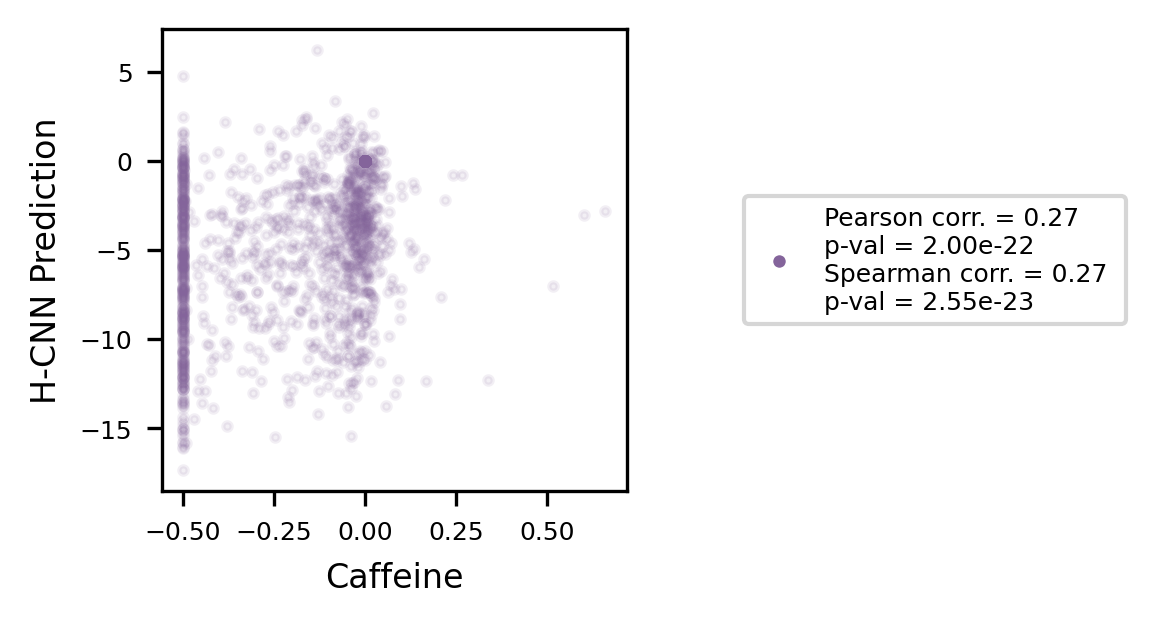 5
0
−5
−10
−15
H-CNN Prediction
−0.50 −0.25 0.00 0.25 0.50
Caffeine
Pearson corr. = 0.27
p-val = 2.00e-22
Spearman corr. = 0.27
p-val = 2.55e-23